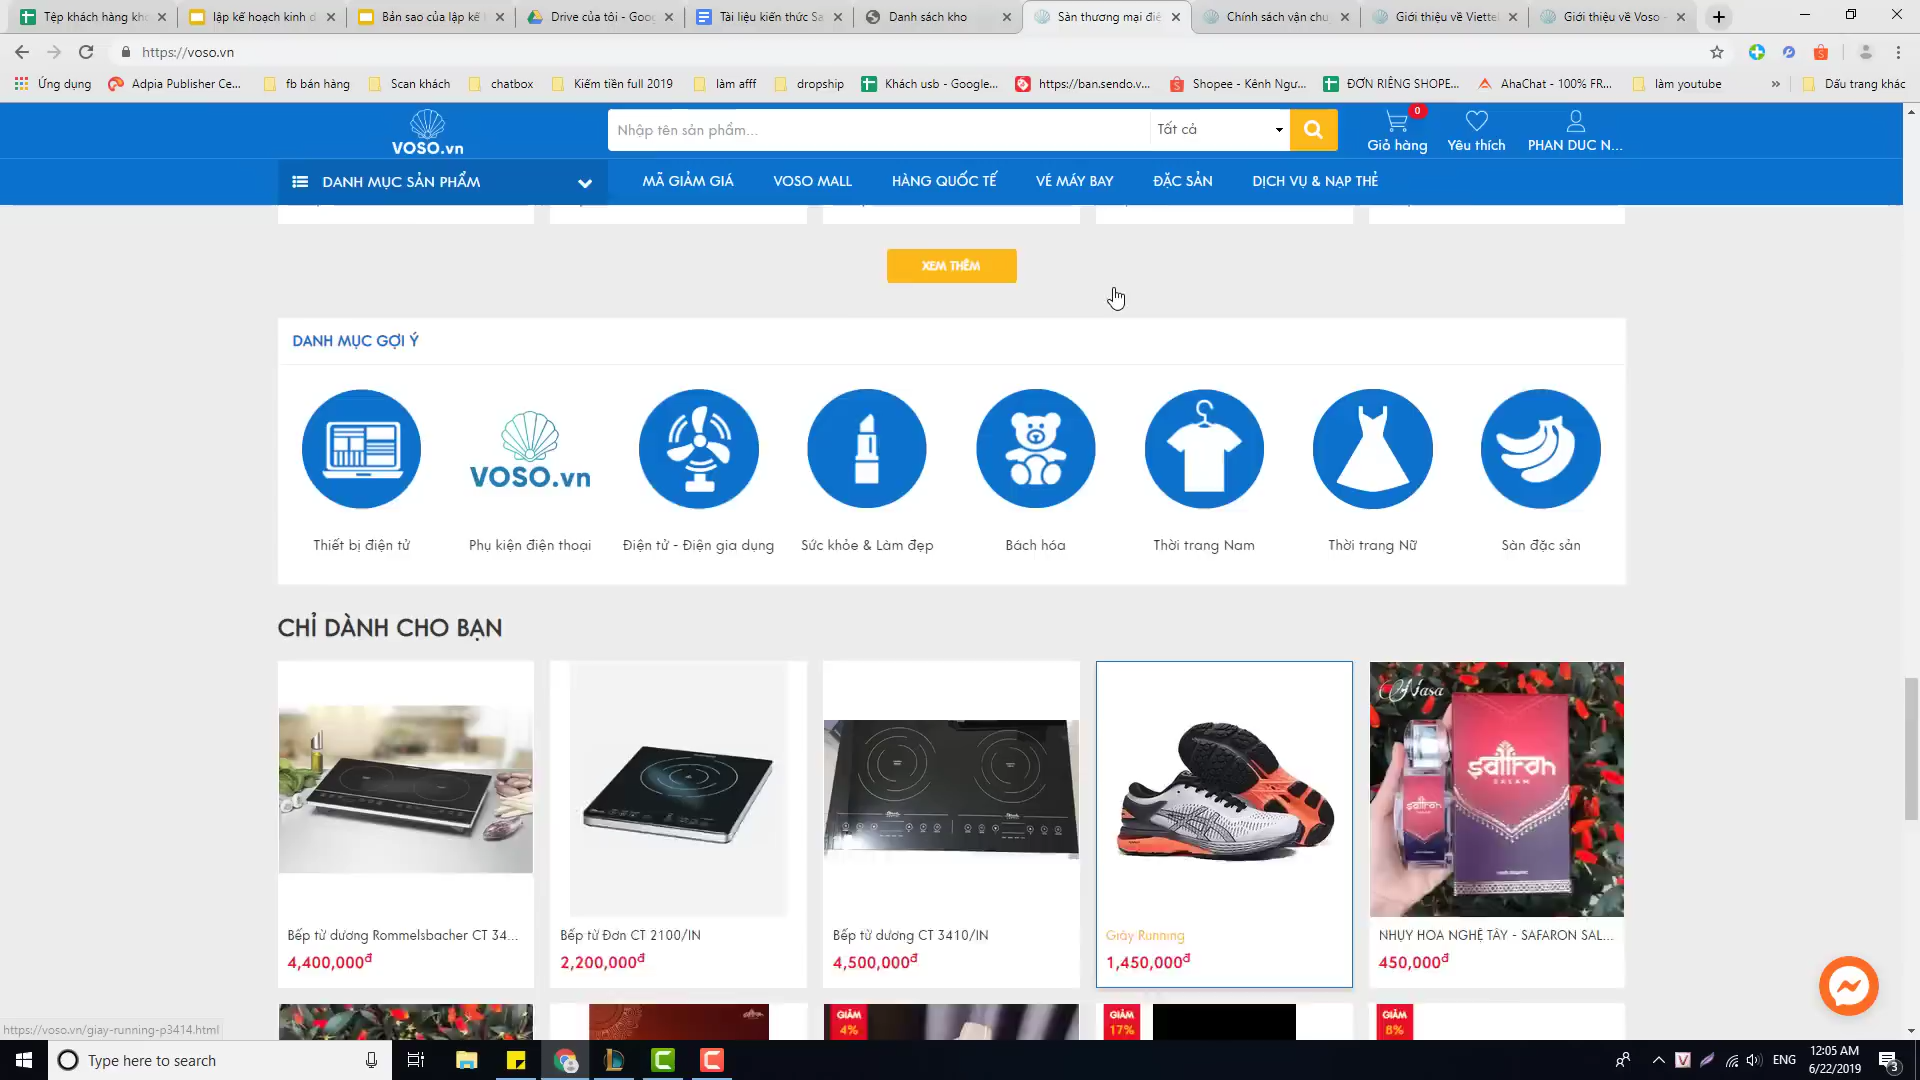 Tệp khách hàng kh
lập kế hoạch kinh d
Bản sao của lập kế
Drive của tôi - Goo
Tài liệu kiến thức Sa
Danh sách kho
Sàn thương mại điệ
Chính sách vận chu
Giới thiệu về Viettel
Giới thiệu về Voso -
https://voso.vn
Ứng dụng
Adpia Publisher Ce...
fb bán hàng
Scan khách
chatbox
Kiếm tiền full 2019
làm afff
dropship
Khách usb - Google...
https://ban.sendo.v...
Shopee - Kênh Ngư...
ĐƠN RIÊNG SHOPE...
AhaChat - 100% FR...
làm youtube
»
Dấu trang khác
VOSO.vn
Nhập tên sản phẩm...
Tất cả
0
Giỏ hàng
Yêu thích
PHAN DUC N...
DANH MỤC SẢN PHẨM
MÃ GIẢM GIÁ
VOSO MALL
HÀNG QUỐC TẾ
VÉ MÁY BAY
ĐẶC SẢN
DỊCH VỤ & NẠP THẺ
XEM THÊM
DANH MỤC GỢI Ý
VOSO.vn
Thiết bị điện tử
Phụ kiện điện thoại
Điện tử - Điện gia dụng
Sức khỏe & Làm đẹp
Bách hóa
Thời trang Nam
Thời trang Nữ
Sàn đặc sản
CHỈ DÀNH CHO BẠN
Nasa
saffron
SALAM
saffron
Bếp từ dương Rommelsbacher CT 34...
4,400,000đ
Bếp từ Đơn CT 2100/IN
2,200,000đ
Bếp từ dương CT 3410/IN
4,500,000đ
Giày Running
1,450,000đ
NHỤY HOA NGHỆ TÂY - SAFARON SAL...
450,000đ
GIẢM
4%
GIẢM
17%
GIẢM
8%
https://voso.vn/giay-running-p3414.html
Type here to search
ENG
12:05 AM
6/22/2019
3